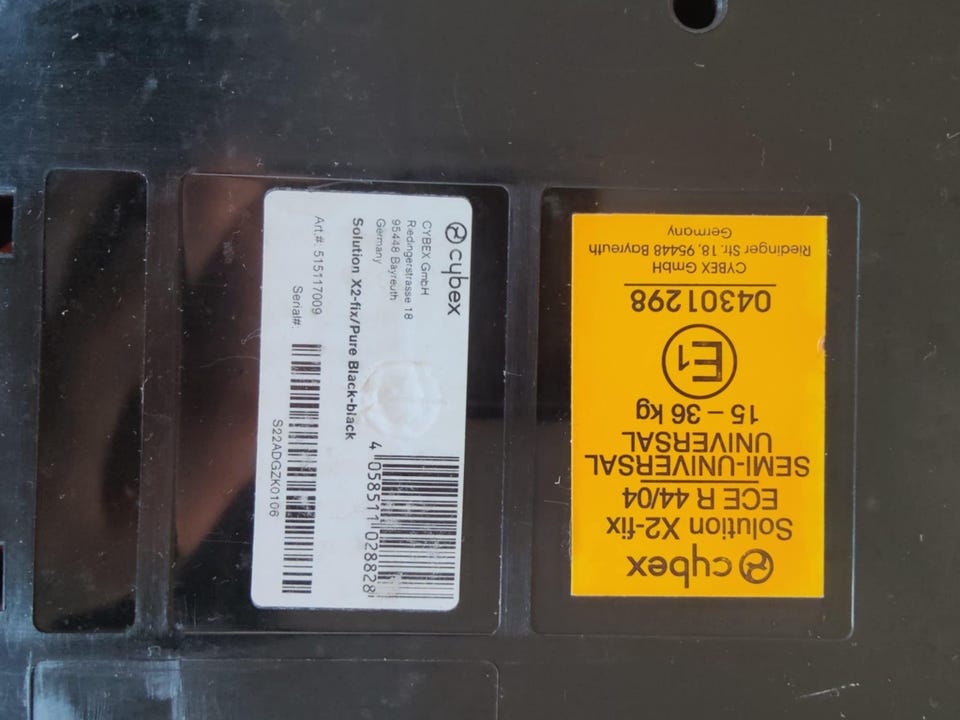 cybex
CYBEX GmbH
Riedingerstrasse 18
95448 Bayreuth
Germany
Solution X2-fix/Pure Black-black
Art.#: 515117009
Serial#:
S22ADGZK0106
4 058511 028828
cybex
Solution X2-fix
ECE R 44/04
SEMI-UNIVERSAL
UNIVERSAL
15 – 36 kg
E1
04301298
CYBEX GmbH
Riedinger Str. 18, 95448 Bayreuth
Germany